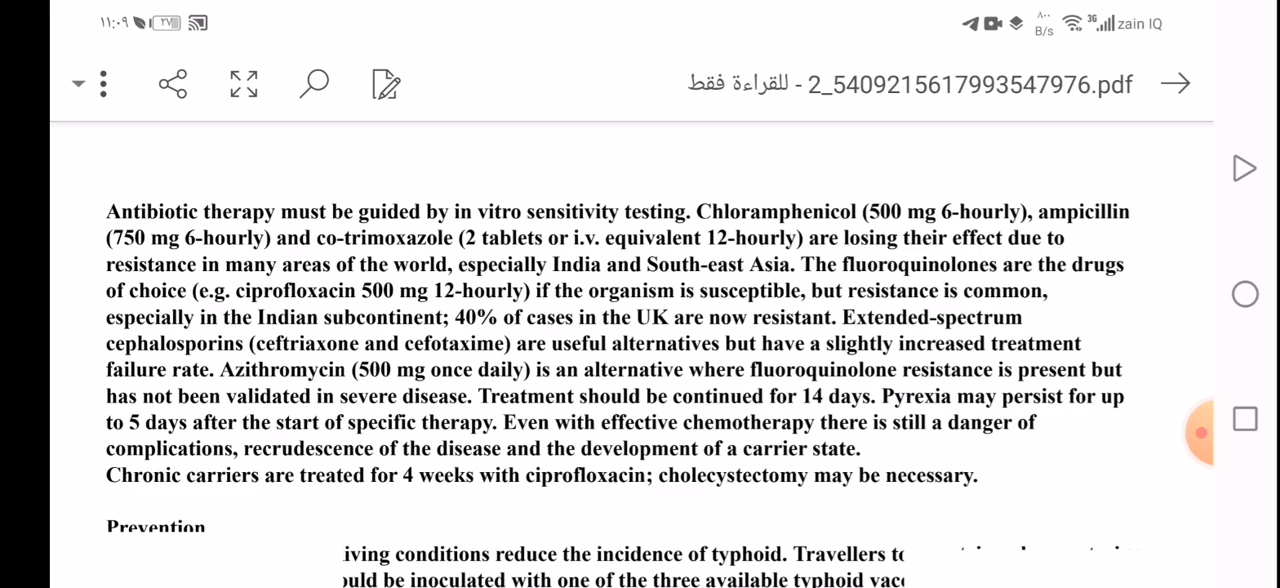 ١١:٠٩ ٢٧ ٨٠٠ B/s 3G zain IQ
2_5409215617993547976.pdf - للقراءة فقط
Antibiotic therapy must be guided by in vitro sensitivity testing. Chloramphenicol (500 mg 6-hourly), ampicillin
(750 mg 6-hourly) and co-trimoxazole (2 tablets or i.v. equivalent 12-hourly) are losing their effect due to
resistance in many areas of the world, especially India and South-east Asia. The fluoroquinolones are the drugs
of choice (e.g. ciprofloxacin 500 mg 12-hourly) if the organism is susceptible, but resistance is common,
especially in the Indian subcontinent; 40% of cases in the UK are now resistant. Extended-spectrum
cephalosporins (ceftriaxone and cefotaxime) are useful alternatives but have a slightly increased treatment
failure rate. Azithromycin (500 mg once daily) is an alternative where fluoroquinolone resistance is present but
has not been validated in severe disease. Treatment should be continued for 14 days. Pyrexia may persist for up
to 5 days after the start of specific therapy. Even with effective chemotherapy there is still a danger of
complications, recrudescence of the disease and the development of a carrier state.
Chronic carriers are treated for 4 weeks with ciprofloxacin; cholecystectomy may be necessary.
Prevention
iving conditions reduce the incidence of typhoid. Travellers to
ould be inoculated with one of the three available typhoid vacc